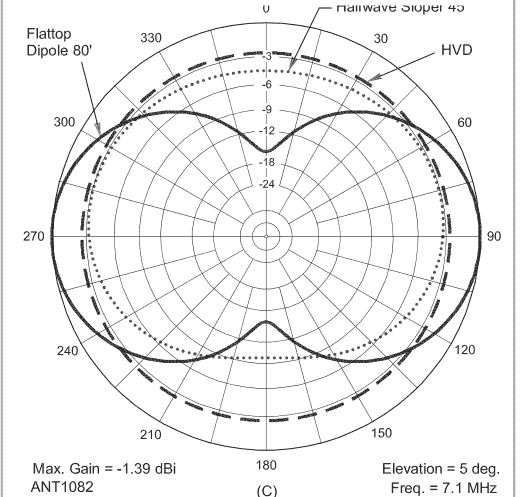 0
Halfwave Sloper 45
Flattop
Dipole 80'
330
30
HVD
-3
-6
-9
300
60
-12
-18
-24
270
90
240
120
210
150
180
Max. Gain = -1.39 dBi
Elevation = 5 deg.
ANT1082
(C)
Freq. = 7.1 MHz